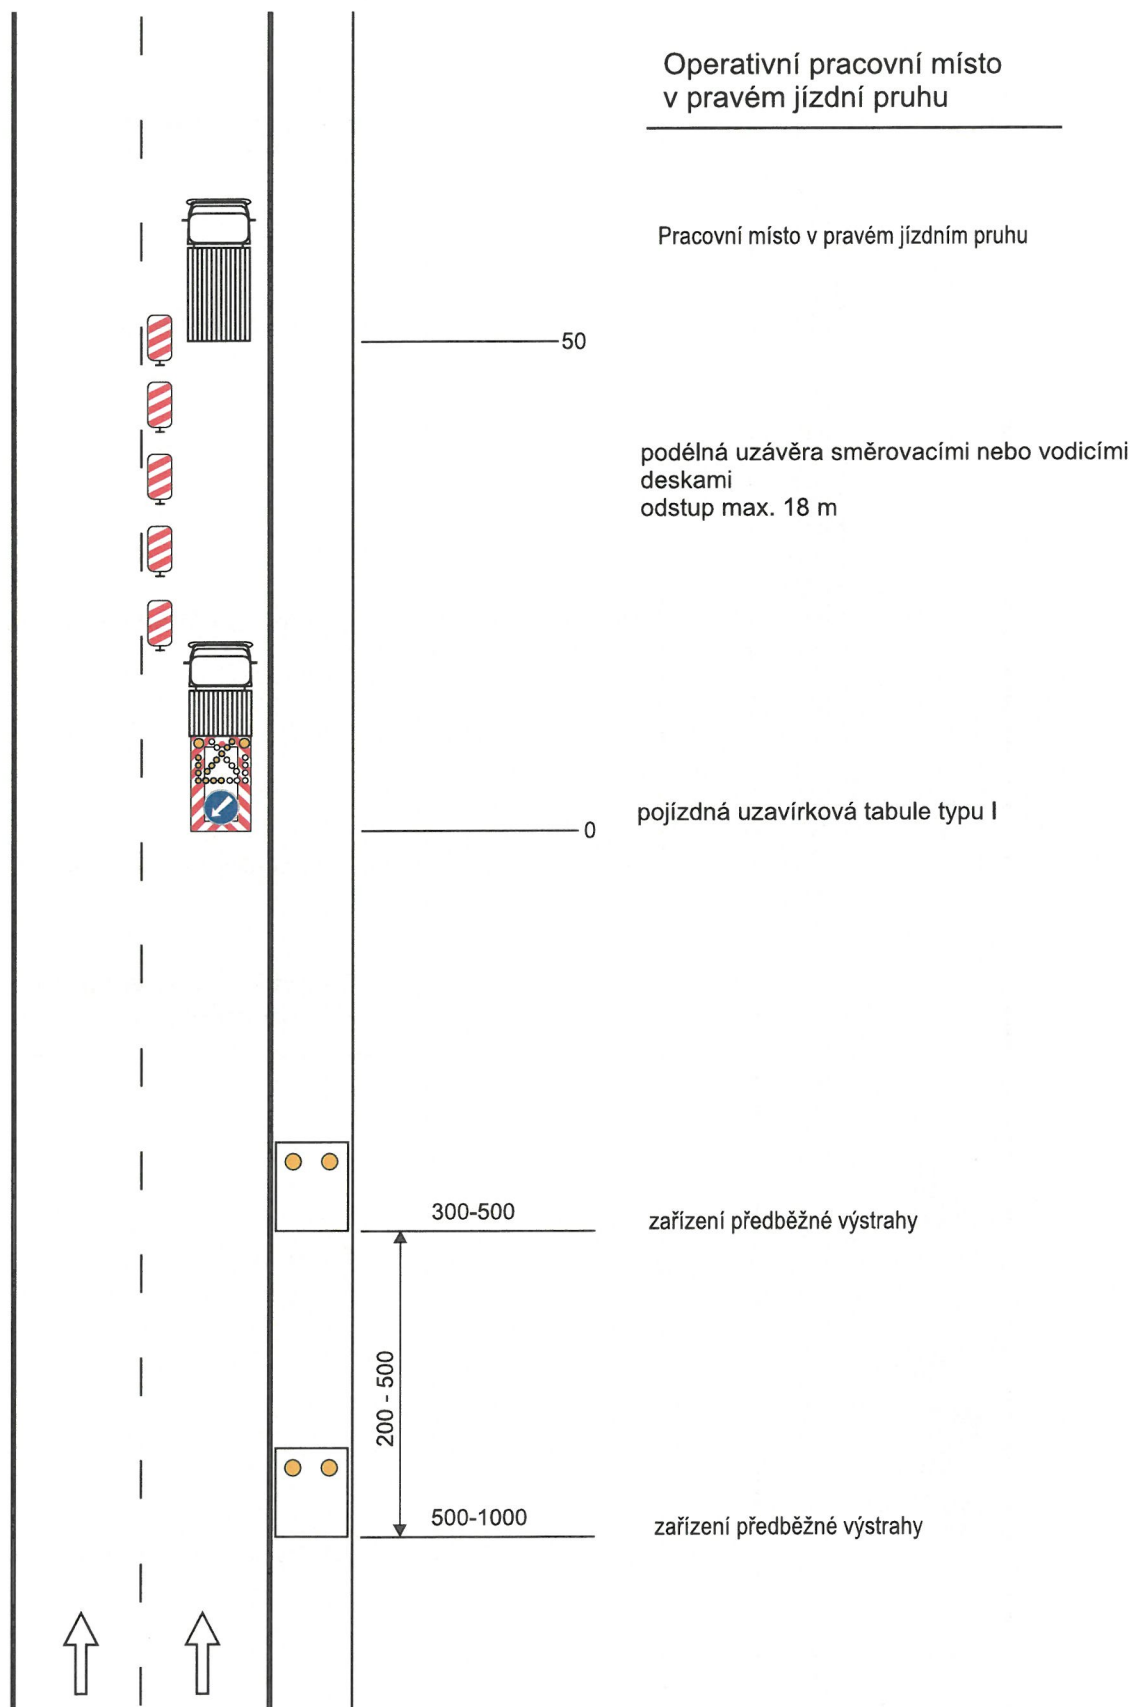 Operativní pracovní místo
v pravém jízdní pruhu
Pracovní místo v pravém jízdním pruhu
50
podélná uzávěra směrovacími nebo vodicími
deskami
odstup max. 18 m
pojízdná uzavírková tabule typu I
0
300-500
zařízení předběžné výstrahy
200 - 500
500-1000
zařízení předběžné výstrahy